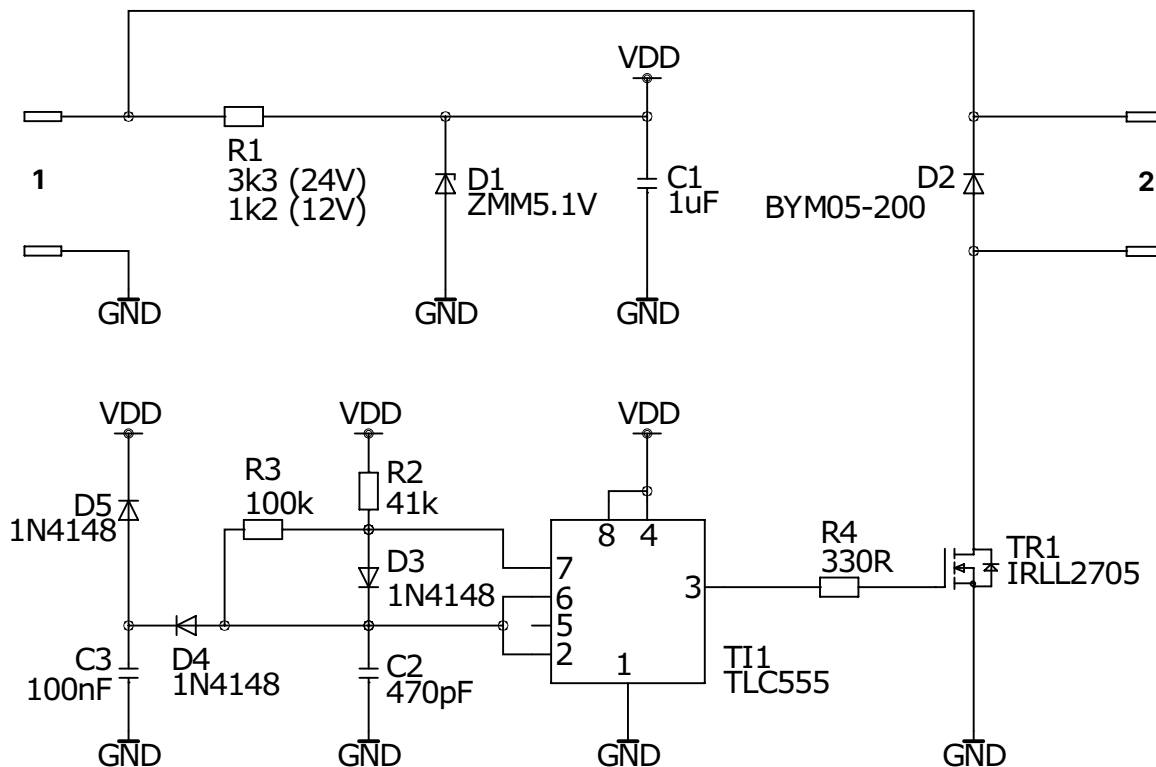 VDD
1
R1
3k3 (24V)
1k2 (12V)
D1
ZMM5.1V
C1
1uF
D2
BYM05-200
2
GND
GND
GND
VDD
VDD
VDD
D5
1N4148
R3
100k
R2
41k
D3
1N4148
8
4
7
6
5
2
3
1
R4
330R
TR1
IRLL2705
C3
100nF
D4
1N4148
C2
470pF
TI1
TLC555
GND
GND
GND
GND